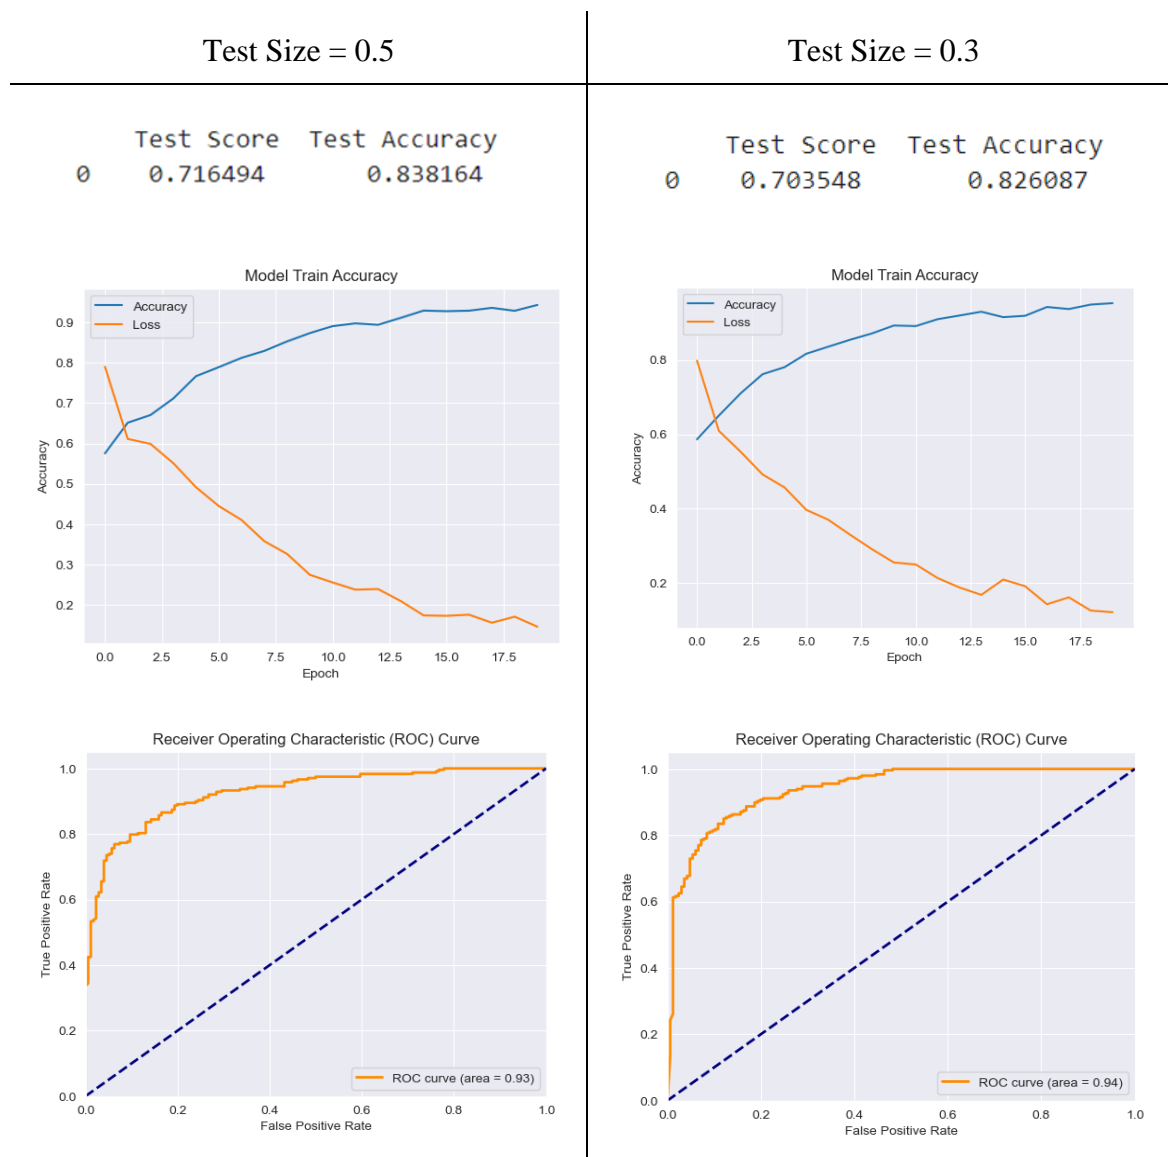 Test Size = 0.5
Test Score Test Accuracy
0 0.716494 0.838164
Model Train Accuracy
Accuracy
Loss
Accuracy
0.9
0.8
0.7
0.6
0.5
0.4
0.3
0.2
0.0 2.5 5.0 7.5 10.0 12.5 15.0 17.5
Epoch
Receiver Operating Characteristic (ROC) Curve
True Positive Rate
1.0
0.8
0.6
0.4
0.2
0.0
ROC curve (area = 0.93)
0.0 0.2 0.4 0.6 0.8 1.0
False Positive Rate
Test Size = 0.3
Test Score Test Accuracy
0 0.703548 0.826087
Model Train Accuracy
Accuracy
Loss
Accuracy
0.8
0.6
0.4
0.2
0.0 2.5 5.0 7.5 10.0 12.5 15.0 17.5
Epoch
Receiver Operating Characteristic (ROC) Curve
True Positive Rate
1.0
0.8
0.6
0.4
0.2
0.0
ROC curve (area = 0.94)
0.0 0.2 0.4 0.6 0.8 1.0
False Positive Rate